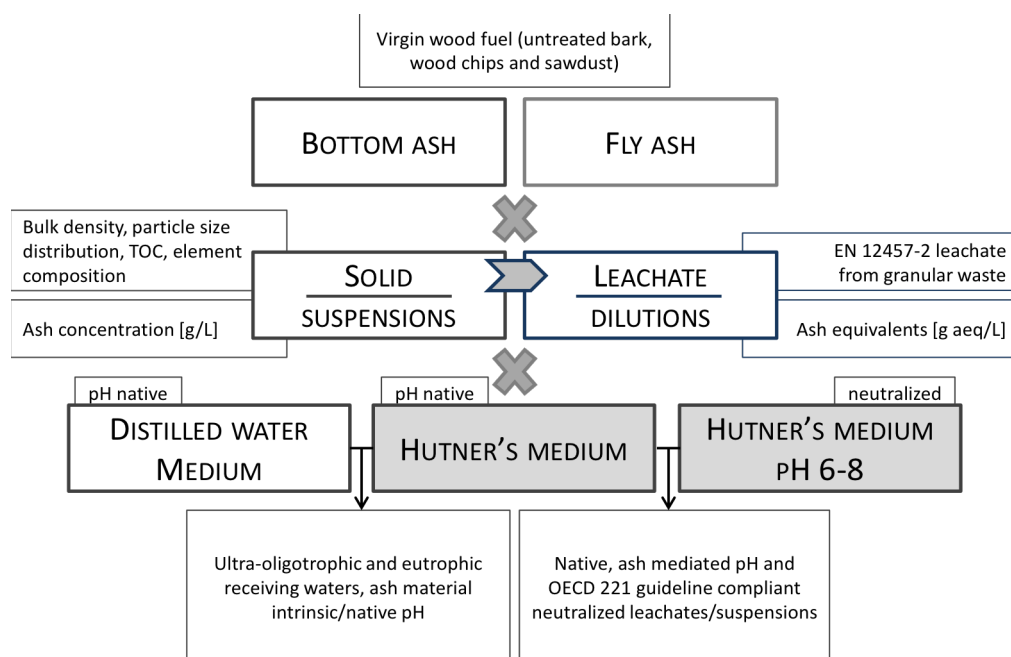 Virgin wood fuel (untreated bark,
wood chips and sawdust)
BOTTOM ASH
FLY ASH
Bulk density, particle size
distribution, TOC, element
composition
Ash concentration [g/L]
SOLID
SUSPENSIONS
LEACHATE
DILUTIONS
EN 12457-2 leachate
from granular waste
Ash equivalents [g aeq/L]
pH native
DISTILLED WATER
MEDIUM
pH native
HUTNER'S MEDIUM
neutralized
HUTNER'S MEDIUM
PH 6-8
Ultra-oligotrophic and eutrophic
receiving waters, ash material
intrinsic/native pH
Native, ash mediated pH and
OECD 221 guideline compliant
neutralized leachates/suspensions